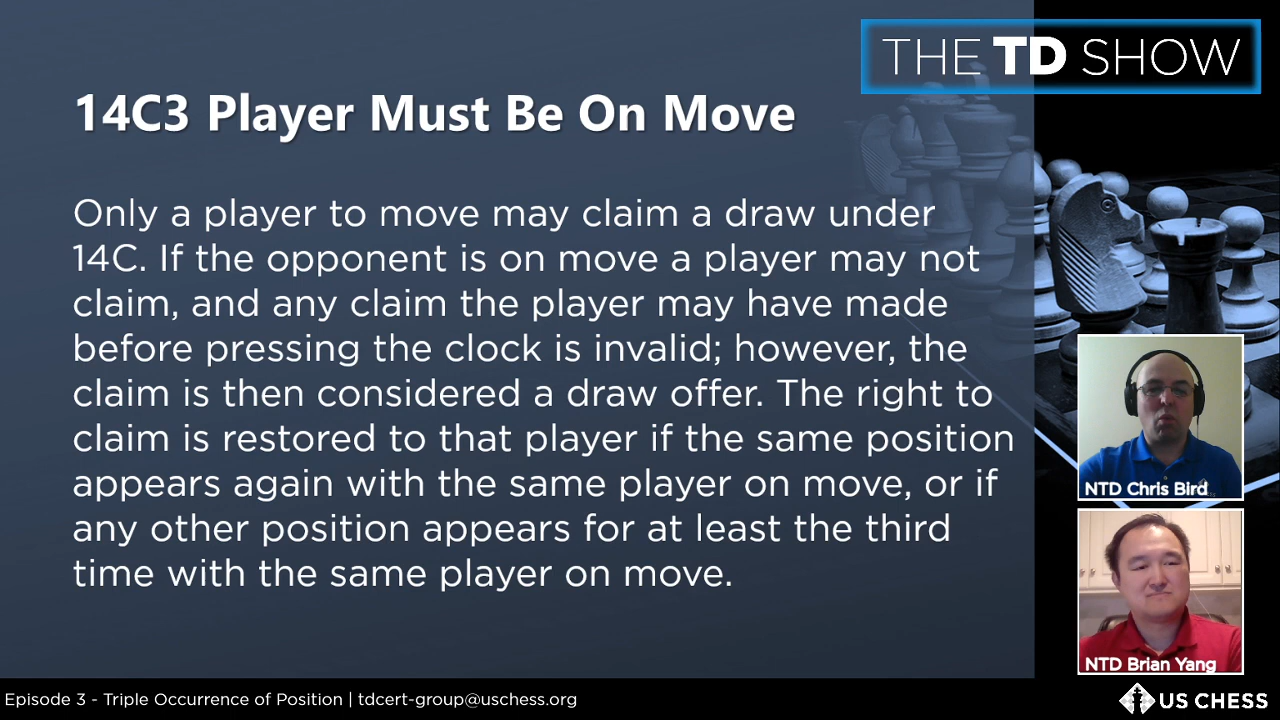 THE TD SHOW
14C3 Player Must Be On Move
Only a player to move may claim a draw under
14C. If the opponent is on move a player may not
claim, and any claim the player may have made
before pressing the clock is invalid; however, the
claim is then considered a draw offer. The right to
claim is restored to that player if the same position
appears again with the same player on move, or if
any other position appears for at least the third
time with the same player on move.
NTD Chris Bird
NTD Brian Yang
Episode 3 - Triple Occurrence of Position | tdcert-group@uschess.org
US CHESS